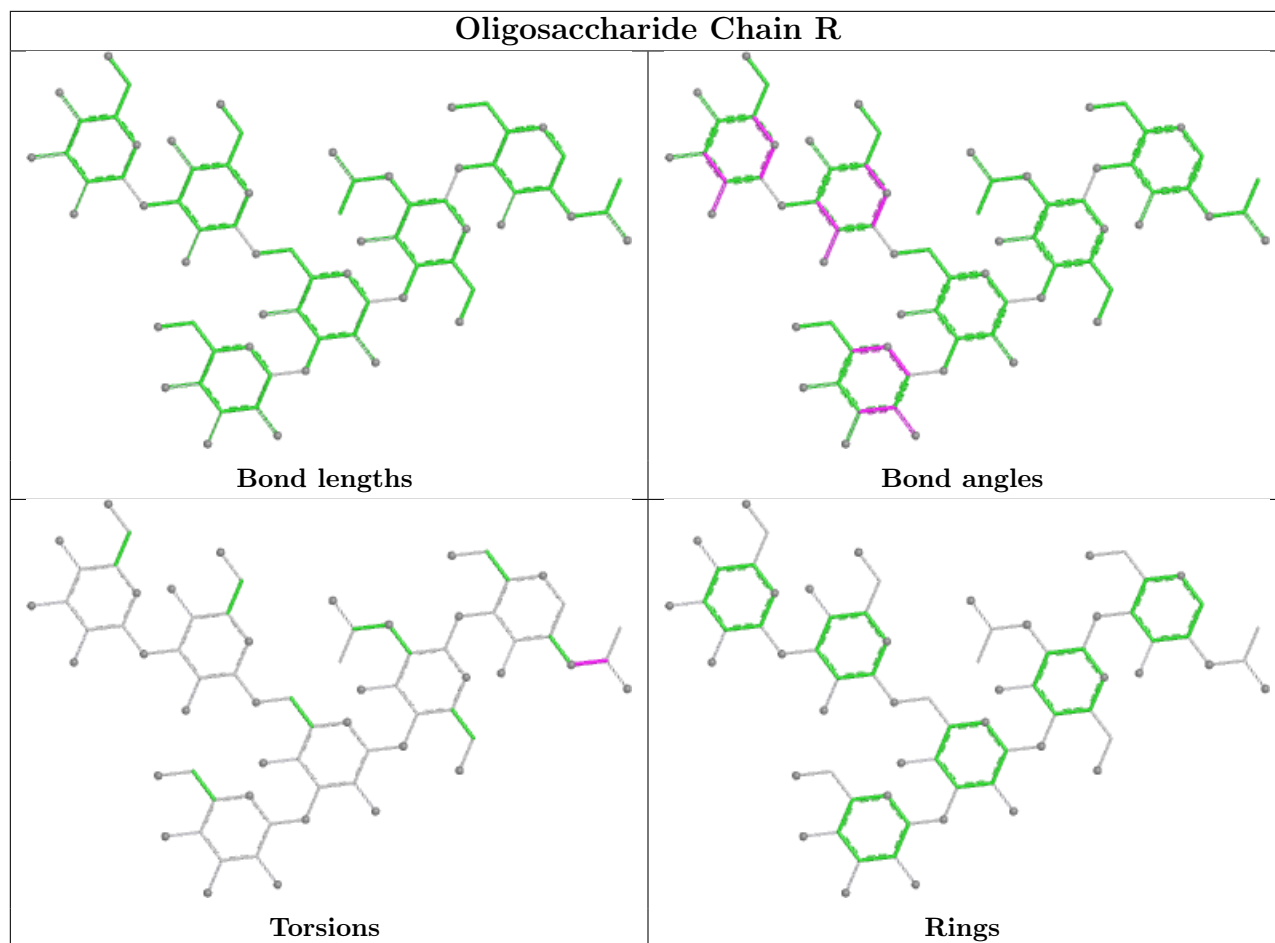 Oligosaccharide Chain R
Bond lengths
Bond angles
Torsions
Rings